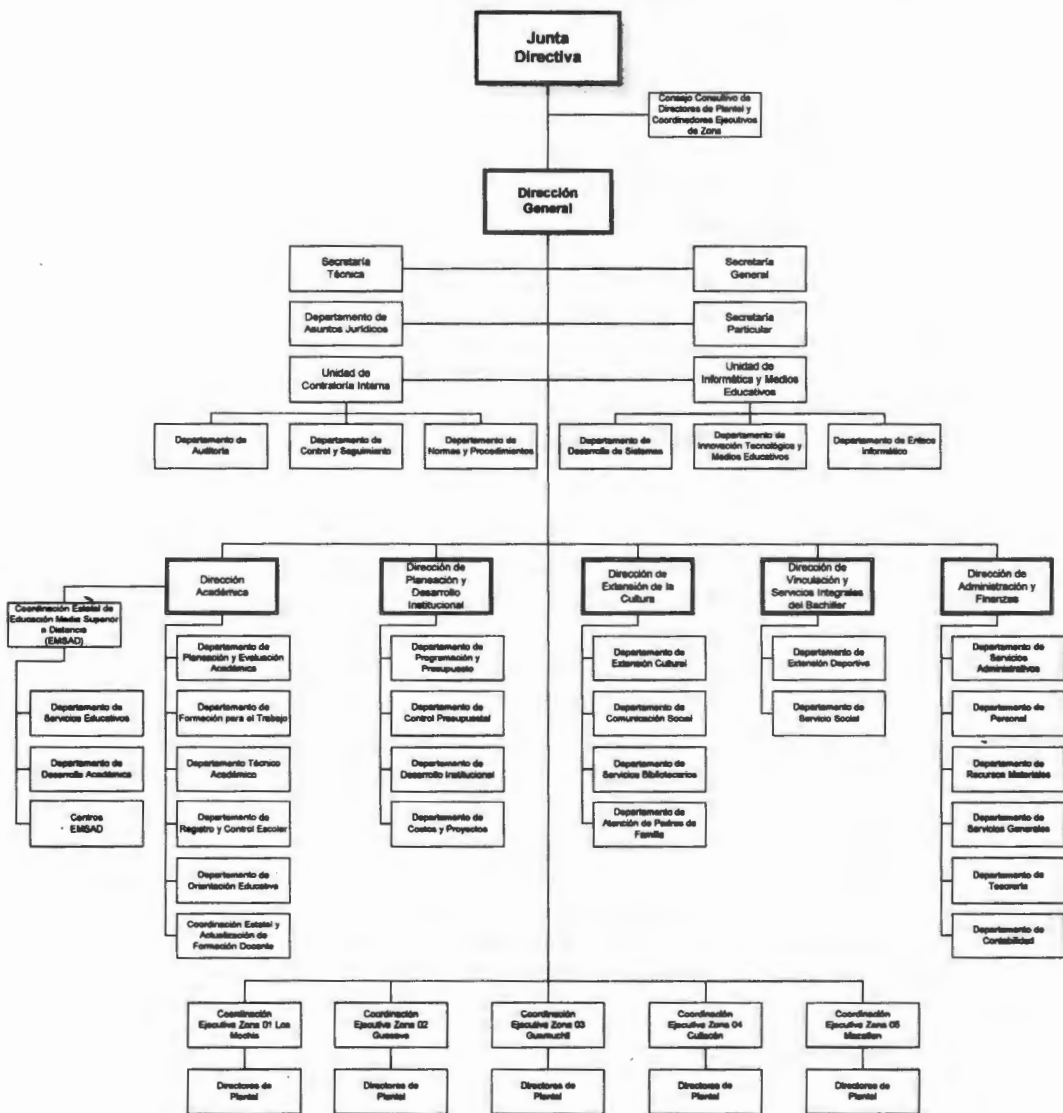 Junta
Directiva
Consejo Consultivo de
Directores de Plantel y
Coordinadores Ejecutivos
de Zona
Dirección
General
Secretaría
Técnica
Secretaría
General
Departamento de
Asuntos Jurídicos
Secretaría
Particular
Unidad de
Contraloría Interna
Unidad de
Informática y Medios
Educativos
Departamento de
Auditoría
Departamento de
Control y Seguimiento
Departamento de
Normas y Procedimientos
Departamento de
Desarrollo de Sistemas
Departamento de
Innovación Tecnológico y
Medios Educativos
Departamento de Enlace
Informático
Dirección
Académica
Dirección de
Planeación y
Desarrollo
Institucional
Dirección de
Extensión de la
Cultura
Dirección de
Vinculación y
Servicios Integrales
del Bachiller
Dirección de
Administración y
Finanzas
Coordinación Estatal de
Educación Media Superior
a Distancia
(EMSAD)
Departamento de
Servicios Educativos
Departamento de
Desarrollo Académico
Centros
EMSAD
Departamento de
Planeación y Evaluación
Académica
Departamento de
Formación para el Trabajo
Departamento Técnico
Académico
Departamento de
Registro y Control Escolar
Departamento de
Orientación Educativa
Coordinación Estatal y
Actualización de
Formación Docente
Departamento de
Programación y
Presupuesto
Departamento de
Control Presupuestal
Departamento de
Desarrollo Institucional
Departamento de
Costos y Proyectos
Departamento de
Extensión Cultural
Departamento de
Comunicación Social
Departamento de
Servicios Bibliotecarios
Departamento de
Atención de Padres de
Familia
Departamento de
Extensión Deportiva
Departamento de
Servicio Social
Departamento de
Servicios
Administrativos
Departamento de
Personal
Departamento de
Recursos Materiales
Departamento de
Servicios Generales
Departamento de
Tesorería
Departamento de
Contabilidad
Coordinación
Ejecutiva Zona 01 Los
Mochis
Coordinación
Ejecutiva Zona 02
Guasave
Coordinación
Ejecutiva Zona 03
Guamuchil
Coordinación
Ejecutiva Zona 04
Culiacán
Coordinación
Ejecutiva Zona 05
Mazatlan
Directores de
Plantel
Directores de
Plantel
Directores de
Plantel
Directores de
Plantel
Directores de
Plantel